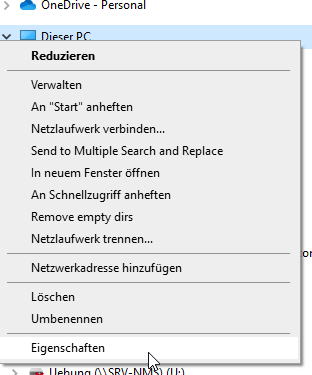 OneDrive - Personal
Dieser PC
Reduzieren
Verwalten
An "Start" anheften
Netzlaufwerk verbinden...
Send to Multiple Search and Replace
In neuem Fenster öffnen
An Schnellzugriff anheften
Remove empty dirs
Netzlaufwerk trennen...
Netzwerkadresse hinzufügen
Löschen
Umbenennen
Eigenschaften
Uebung (\\SRV-NMS) (U:)